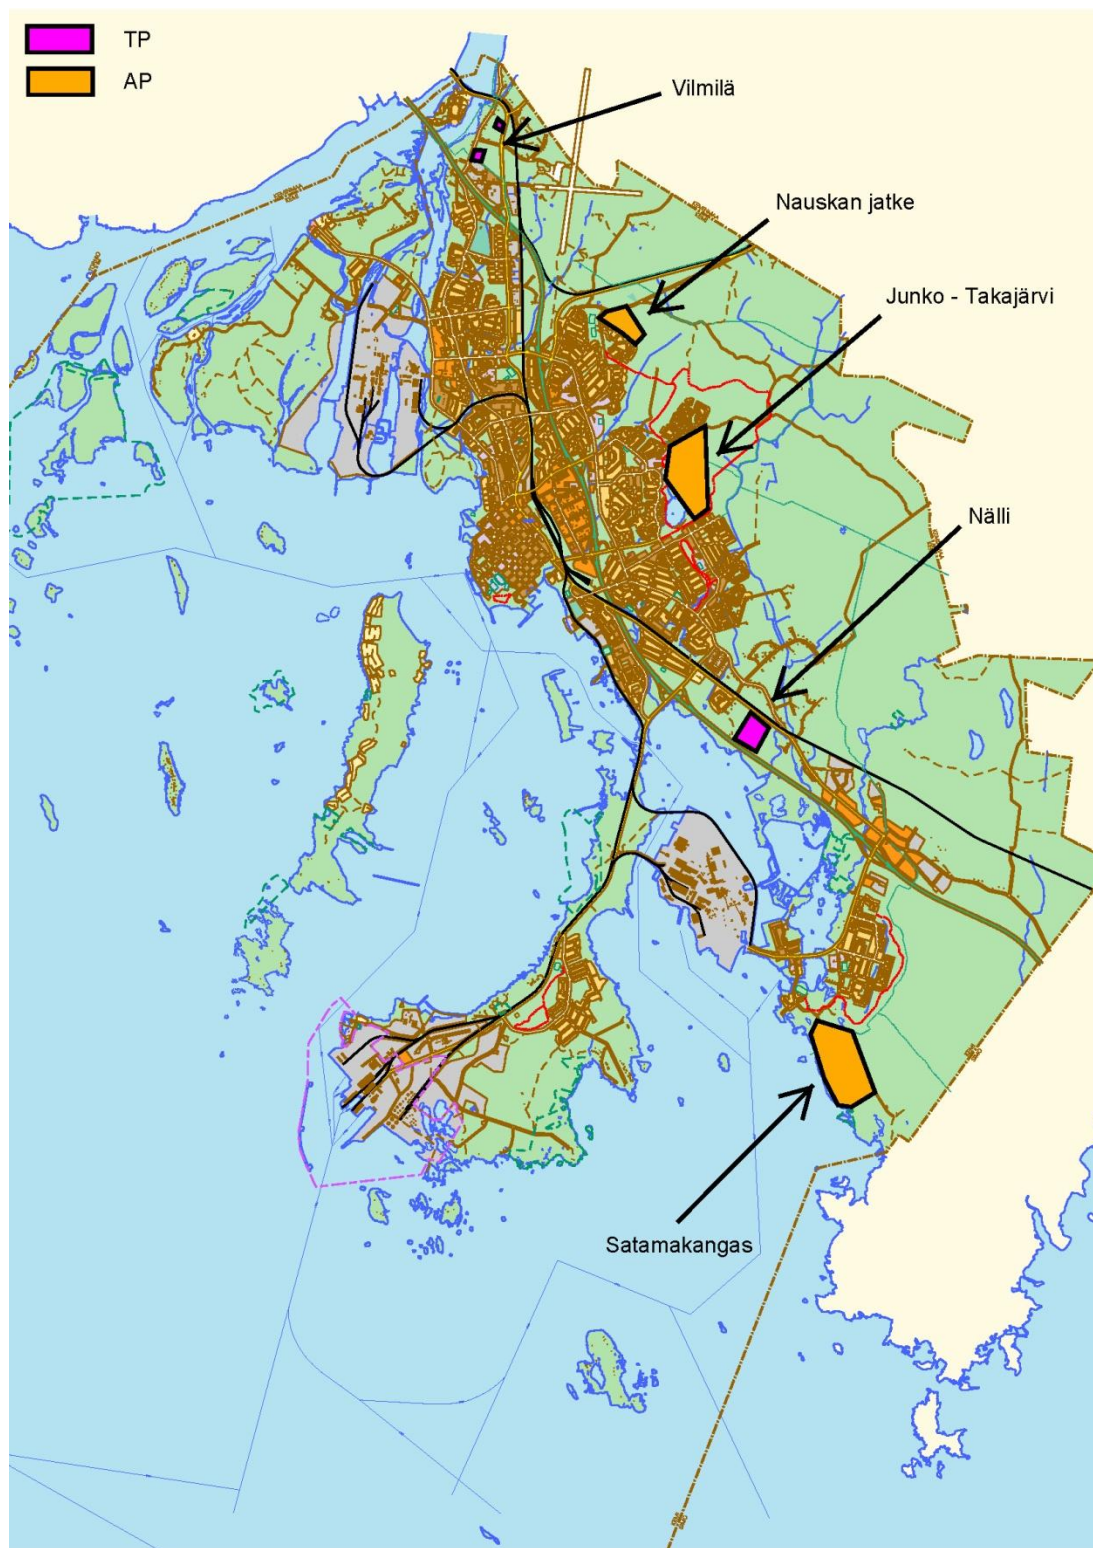 TP
AP
Vilmilä
Nauskan jatke
Junko - Takajärvi
Nälli
Satamakangas